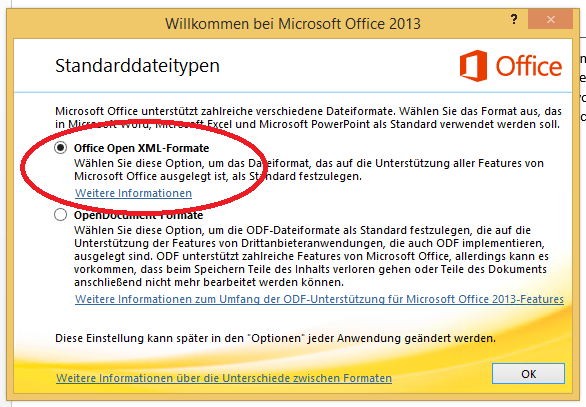 Willkommen bei Microsoft Office 2013
?
Standarddateitypen
Office
Microsoft Office unterstützt zahlreiche verschiedene Dateiformate. Wählen Sie das Format aus, das
in Microsoft Word, Microsoft Excel und Microsoft PowerPoint als Standard verwendet werden soll.
Office Open XML-Formate
Wählen Sie diese Option, um das Dateiformat, das auf die Unterstützung aller Features von
Microsoft Office ausgelegt ist, als Standard festzulegen.
Weitere Informationen
OpenDocument-Formate
Wählen Sie diese Option, um die ODF-Dateiformate als Standard festzulegen, die auf die
Unterstützung der Features von Drittanbieteranwendungen, die auch ODF implementieren,
ausgelegt sind. ODF unterstützt zahlreiche Features von Microsoft Office, allerdings kann es
vorkommen, dass beim Speichern Teile des Inhalts verloren gehen oder Teile des Dokuments
anschließend nicht mehr bearbeitet werden können.
Weitere Informationen zum Umfang der ODF-Unterstützung für Microsoft Office 2013-Features
Diese Einstellung kann später in den "Optionen" jeder Anwendung geändert werden.
OK
Weitere Informationen über die Unterschiede zwischen Formaten